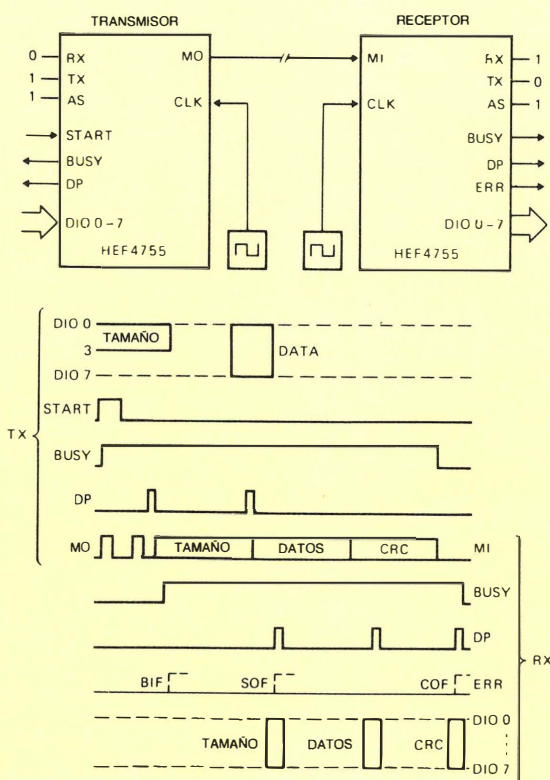 TRANSMISOR RECEPTOR
0 RX MO MI RX 1
1 TX TX 0
1 AS CLK CLK AS 1
START BUSY
BUSY DP
DP ERR
DIO 0-7 DIO 0-7
HEF4755 HEF4755
DIO 0
TAMAÑO
3 DATA
DIO 7
START
TX
BUSY
DP
MO TAMAÑO DATOS CRC MI
BUSY
DP
RX
BIF SOF COF ERR
DIO 0
TAMAÑO DATOS CRC
DIO 7